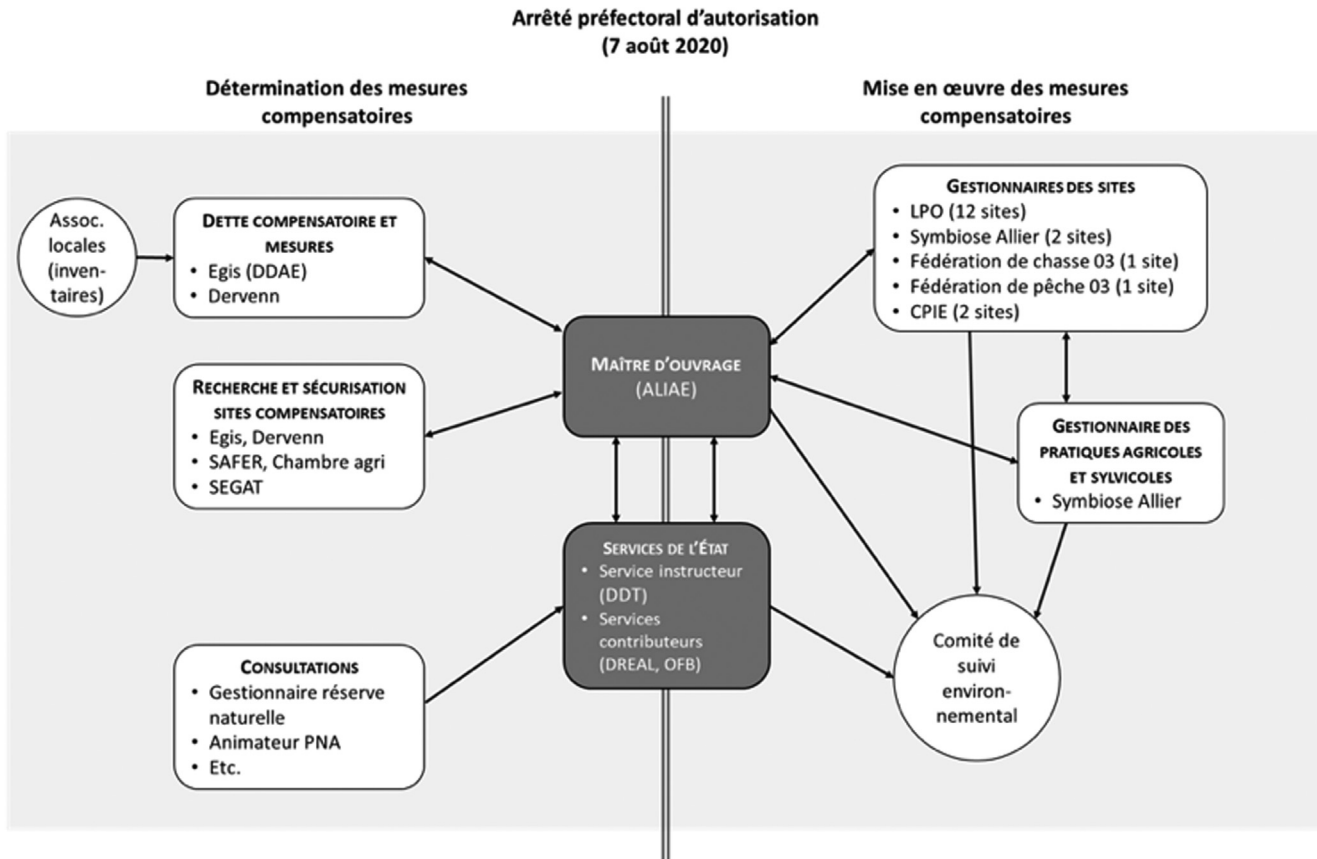 Arrêté préfectoral d’autorisation
(7 août 2020)
Détermination des mesures
compensatoires
Mise en œuvre des mesures
compensatoires
Assoc.
locales
(inven-
taires)
DETTE COMPENSATOIRE ET
MESURES
• Egis (DDAE)
• Dervenn
RECHERCHE ET SÉCURISATION
SITES COMPENSATOIRES
• Egis, Dervenn
• SAFER, Chambre agri
• SEGAT
CONSULTATIONS
• Gestionnaire réserve
naturelle
• Animateur PNA
• Etc.
MAÎTRE D’OUVRAGE
(ALIAE)
SERVICES DE L’ÉTAT
• Service instructeur
(DDT)
• Services
contributeurs
(DREAL, OFB)
GESTIONNAIRES DES SITES
• LPO (12 sites)
• Symbiose Allier (2 sites)
• Fédération de chasse 03 (1 site)
• Fédération de pêche 03 (1 site)
• CPIE (2 sites)
GESTIONNAIRE DES
PRATIQUES AGRICOLES
ET SYLVICOLES
• Symbiose Allier
Comité de
suivi
environ-
nemental